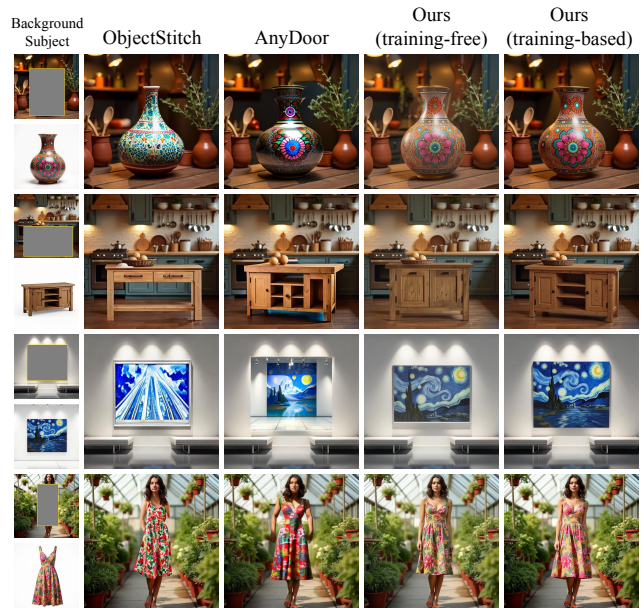 Background
Subject
ObjectStitch
AnyDoor
Ours
(training-free)
Ours
(training-based)